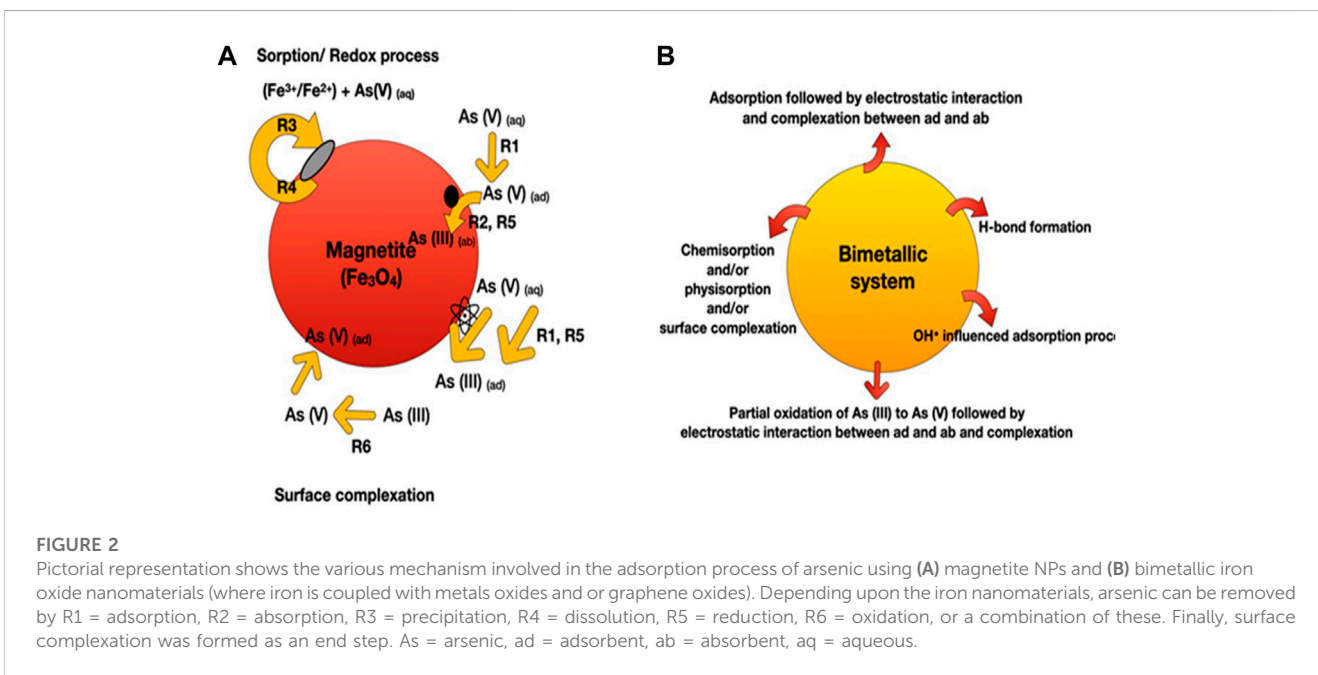 A
Sorption/ Redox process
(Fe³⁺/Fe²⁺) + As(V) (aq)
R3
R4
As (V) (aq)
R1
As (V) (ad)
R2, R5
As (III) (ab)
Magnetite
(Fe₃O₄)
As (V) (aq)
R1, R5
As (III) (ad)
As (V) (ad)
As (V)
As (III)
R6
Surface complexation
B
Adsorption followed by electrostatic interaction
and complexation between ad and ab
H-bond formation
Chemisorption
and/or
physisorption
and/or
surface complexation
Bimetallic
system
OH* influenced adsorption proc
Partial oxidation of As (III) to As (V) followed by
electrostatic interaction between ad and ab and complexation
FIGURE 2
Pictorial representation shows the various mechanism involved in the adsorption process of arsenic using (A) magnetite NPs and (B) bimetallic iron
oxide nanomaterials (where iron is coupled with metals oxides and or graphene oxides). Depending upon the iron nanomaterials, arsenic can be removed
by R1 = adsorption, R2 = absorption, R3 = precipitation, R4 = dissolution, R5 = reduction, R6 = oxidation, or a combination of these. Finally, surface
complexation was formed as an end step. As = arsenic, ad = adsorbent, ab = absorbent, aq = aqueous.